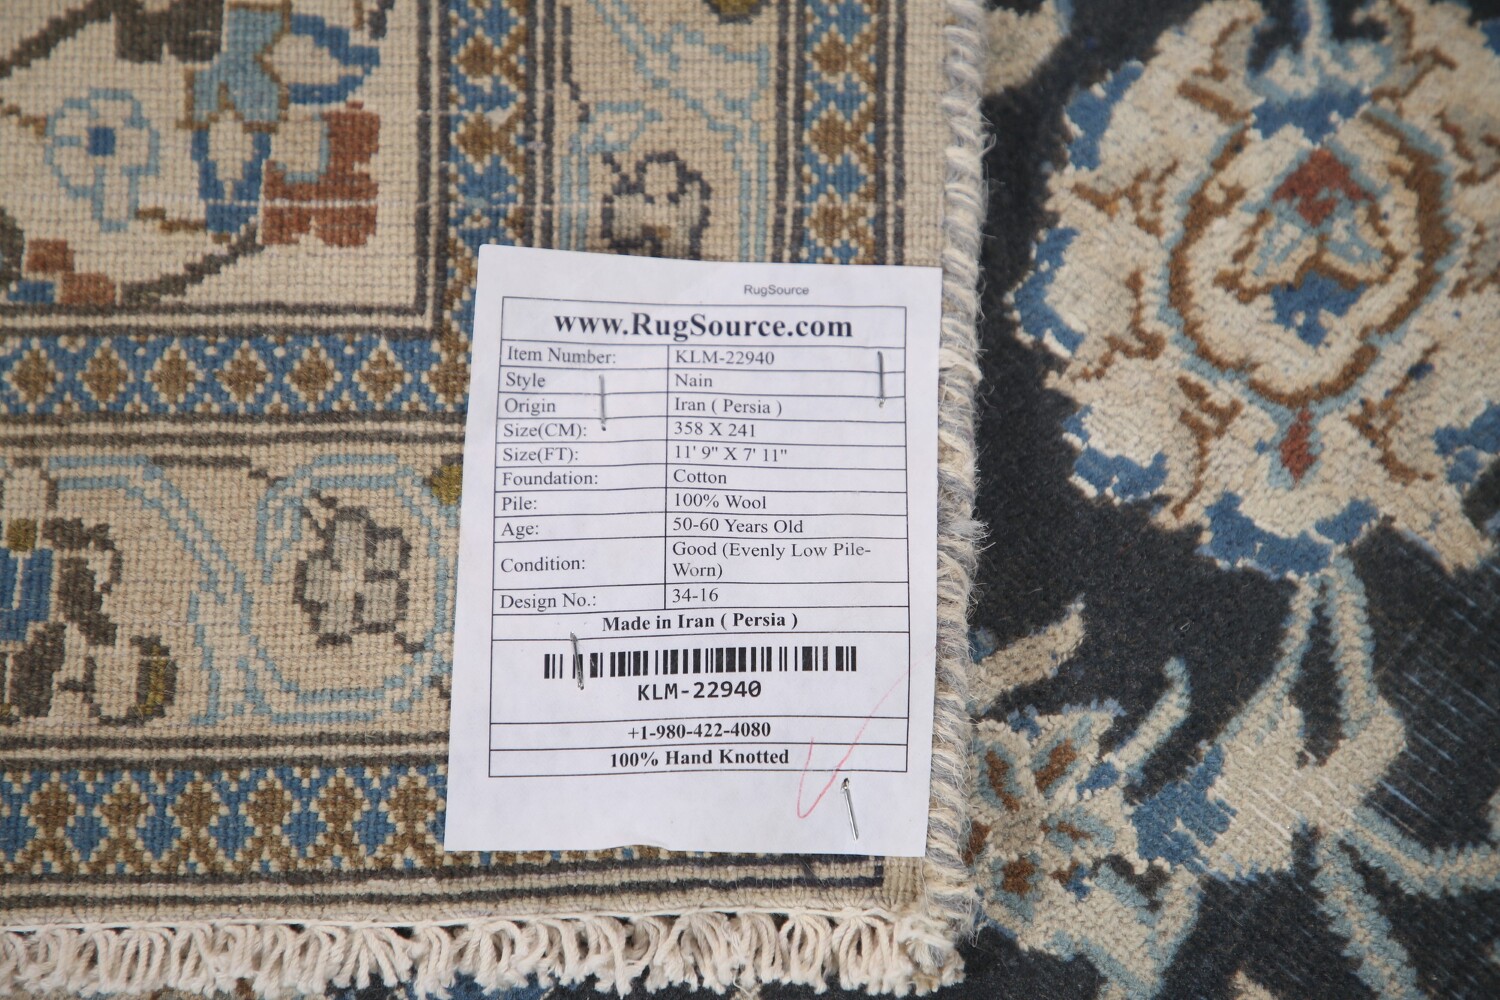 RugSource
www.RugSource.com
Item Number: KLM-22940
Style Nain
Origin Iran ( Persia )
Size(CM): 358 X 241
Size(FT): 11' 9" X 7' 11"
Foundation: Cotton
Pile: 100% Wool
Age: 50-60 Years Old
Condition: Good (Evenly Low Pile-
Worn)
Design No.: 34-16
Made in Iran ( Persia )
KLM-22940
+1-980-422-4080
100% Hand Knotted